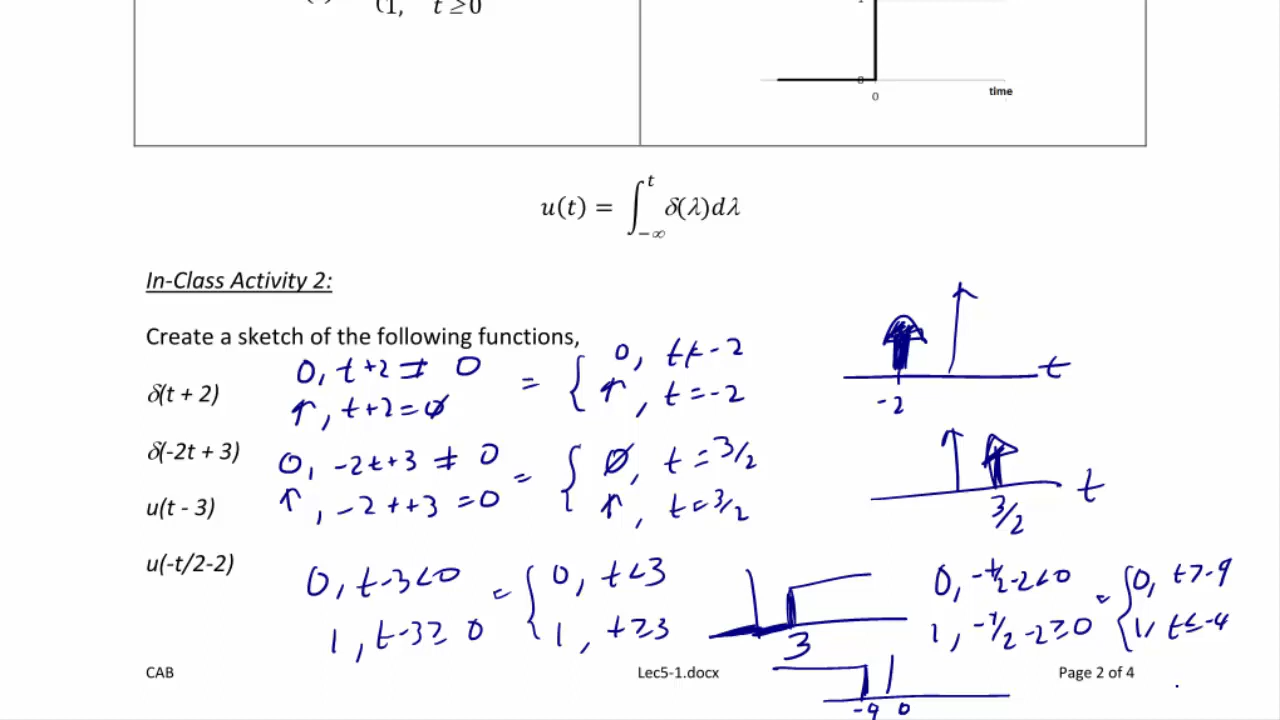 (1, t ≥0
0
time
u(t) = ∫_{−∞}^{t} δ(λ)dλ
In-Class Activity 2:
Create a sketch of the following functions,
0, t+2 ≠ 0 = { 0, t≠-2
δ(t + 2)
↑, t+2=0 ↑, t=-2
-2 t
δ(-2t + 3)
0, -2t+3 ≠ 0 = { 0, t=3/2
↑, -2t+3=0 ↑, t=3/2
3/2 t
u(t - 3)
u(-t/2-2)
0, t-3<0 = { 0, t<3
1, t-3≥0 1, t≥3
3
0, -t/2-2<0 = { 0, t>-4
1, -t/2-2≥0 1, t≤-4
CAB Lec5-1.docx Page 2 of 4
-4 0